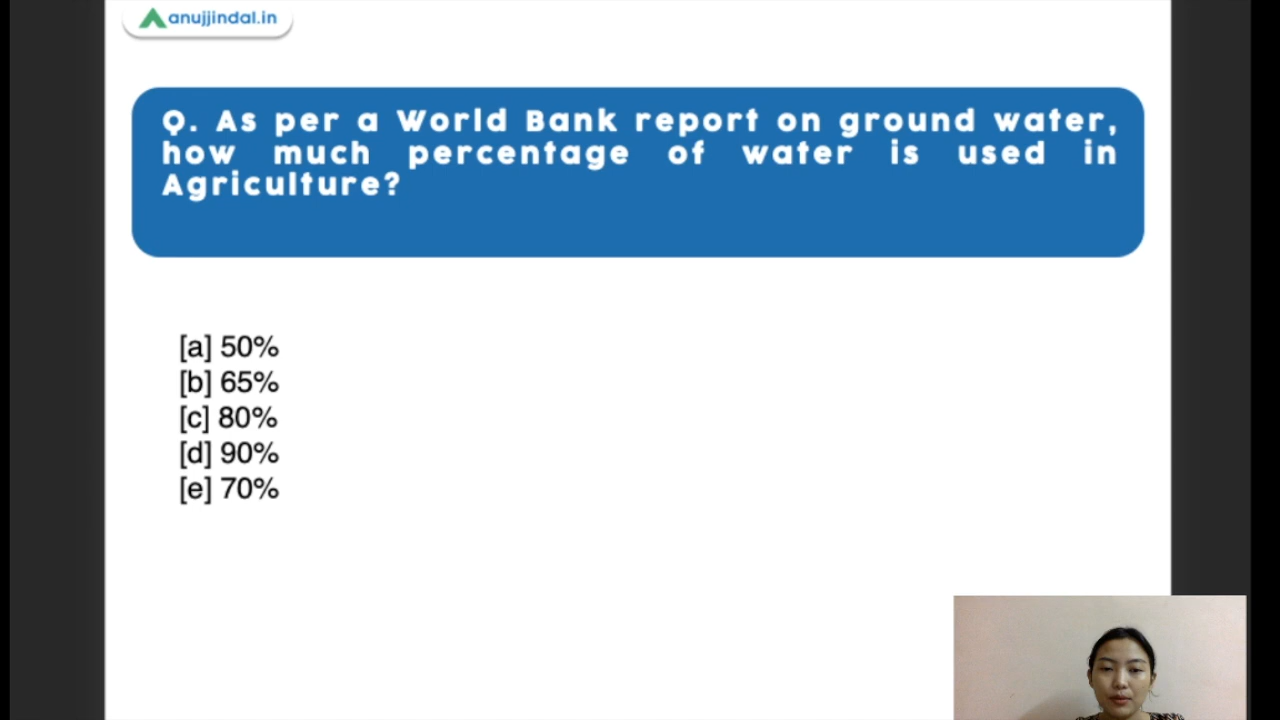 anujjindal.in
Q. As per a World Bank report on ground water,
how much percentage of water is used in
Agriculture?
[a] 50%
[b] 65%
[c] 80%
[d] 90%
[e] 70%